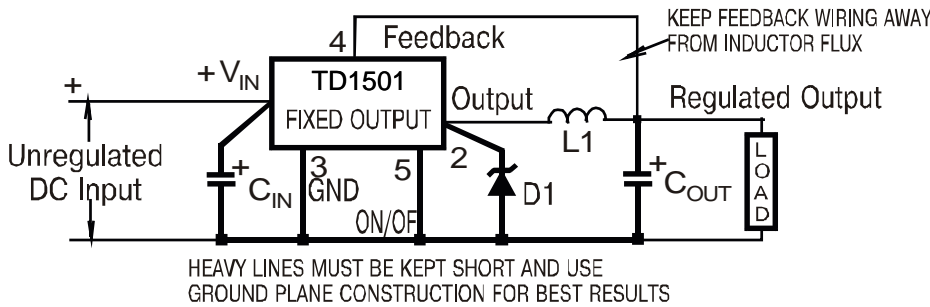 KEEP FEEDBACK WIRING AWAY
FROM INDUCTOR FLUX
4
Feedback
+VIN
TD1501
FIXED OUTPUT
+
Output
Regulated Output
L1
Unregulated
DC Input
+
CIN
3
GND
5
ON/OF
2
D1
+
COUT
LOAD
HEAVY LINES MUST BE KEPT SHORT AND USE
GROUND PLANE CONSTRUCTION FOR BEST RESULTS